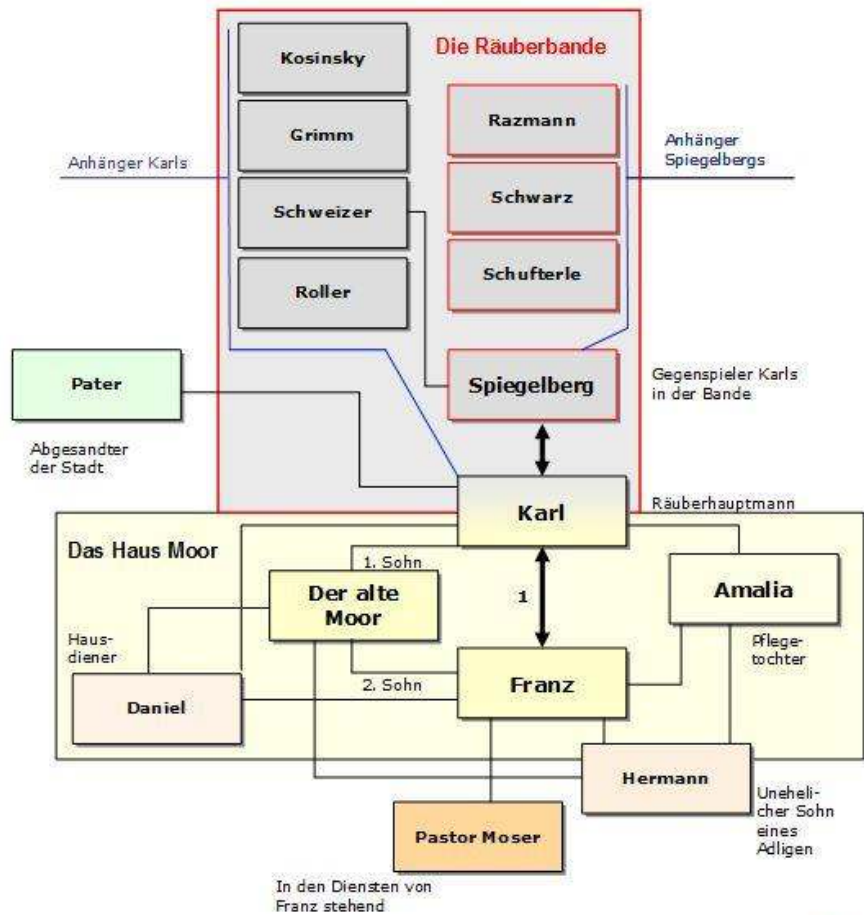 Die Räuberbande
Kosinsky
Grimm
Schweizer
Roller
Razmann
Schwarz
Schufterle
Spiegelberg
Anhänger Karls
Anhänger
Spiegelbergs
Gegenspieler Karls
in der Bande
Pater
Abgesandter
der Stadt
Karl
Räuberhauptmann
Das Haus Moor
1. Sohn
Der alte
Moor
1
Amalia
Pflege-
tochter
Haus-
diener
Daniel
2. Sohn
Franz
Hermann
Uneheli-
cher Sohn
eines
Adligen
Pastor Moser
In den Diensten von
Franz stehend